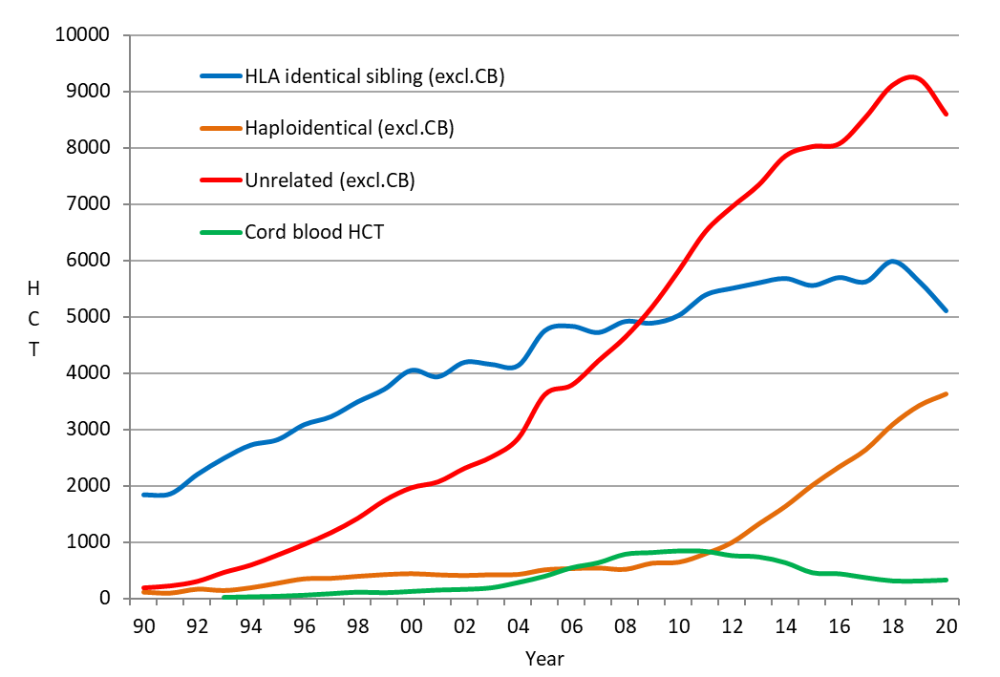 10000
9000
8000
7000
6000
5000
4000
3000
2000
1000
0
HLA identical sibling (excl.CB)
Haploidentical (excl.CB)
Unrelated (excl.CB)
Cord blood HCT
H
C
T
90 92 94 96 98 00 02 04 06 08 10 12 14 16 18 20
Year